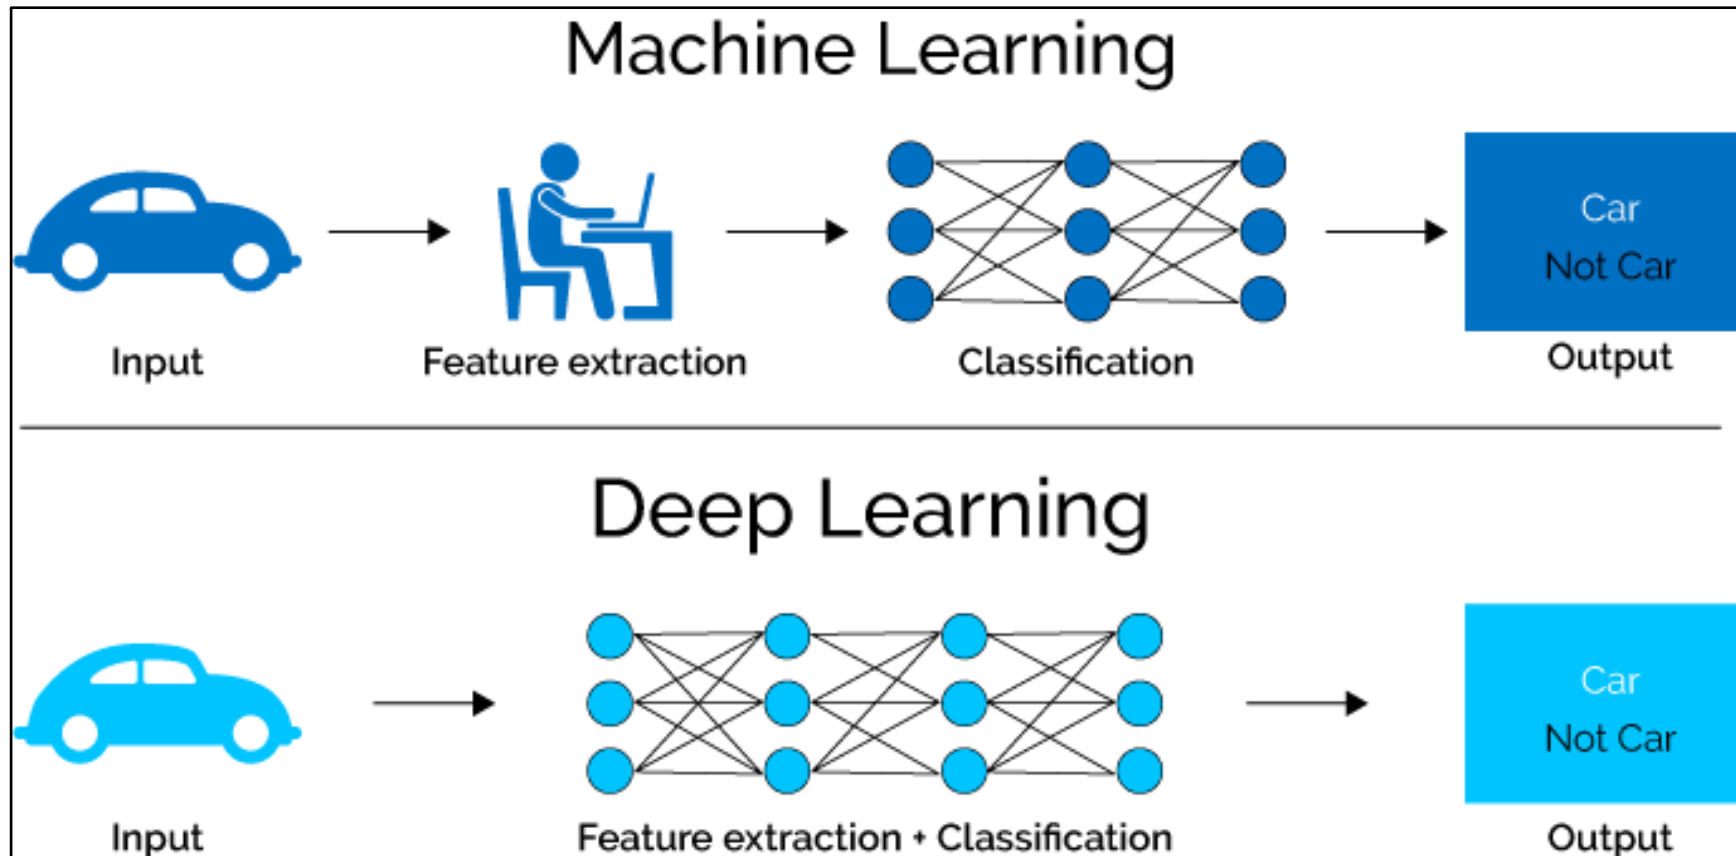 Machine Learning
Car
Not Car
Input
Feature extraction
Classification
Output
Deep Learning
Car
Not Car
Input
Feature extraction + Classification
Output